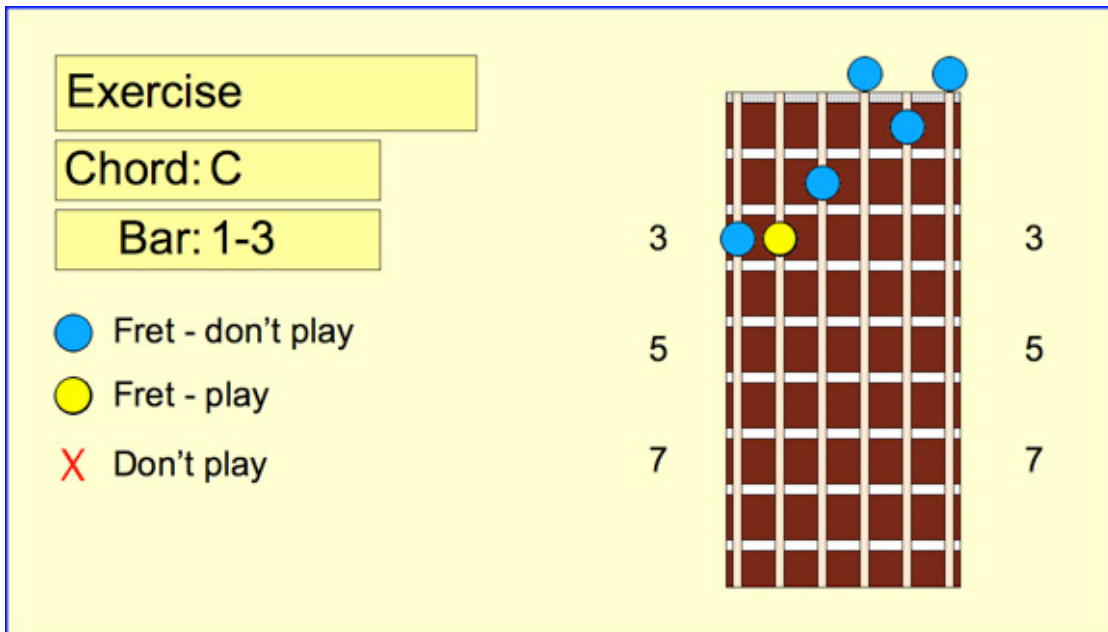 Exercise
Chord: C
Bar: 1-3
Fret - don't play
Fret - play
X Don't play
3 3
5 5
7 7